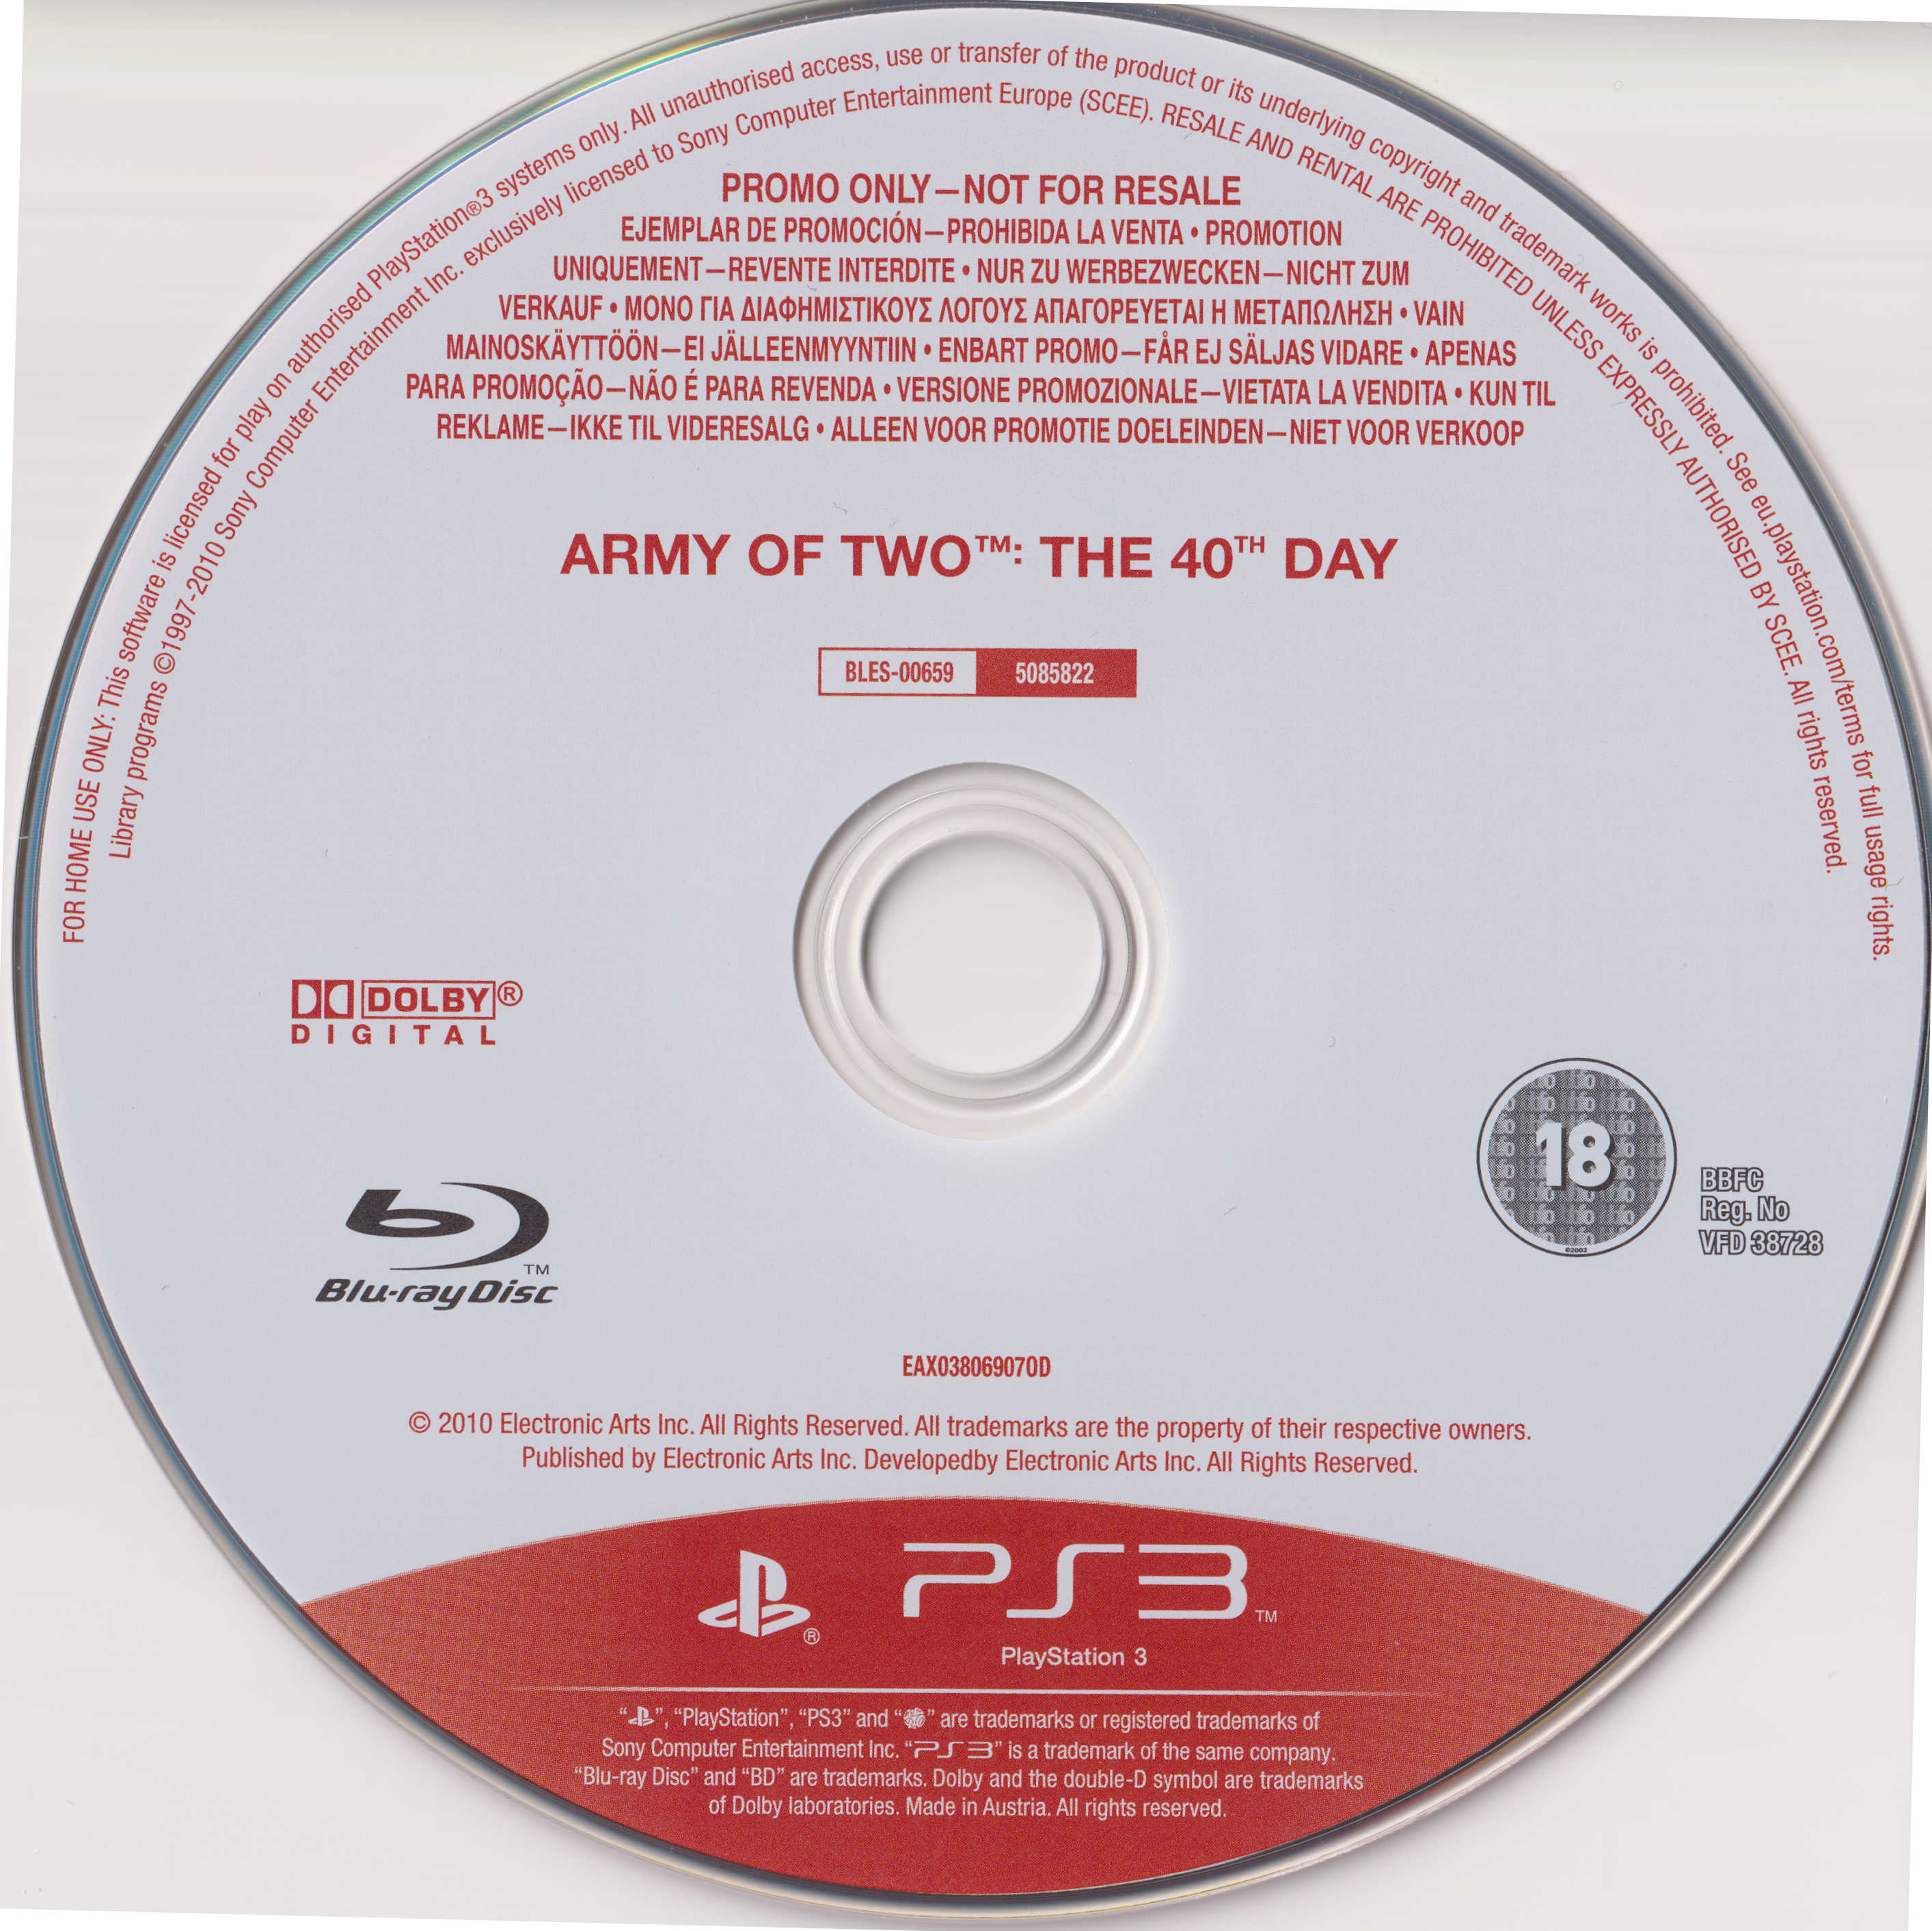 FOR HOME USE ONLY: This software is licensed for play on authorised PlayStation®3 systems only. All unauthorised access, use or transfer of the product or its underlying copyright and trademark works is prohibited. See eu.playstation.com/terms for full usage rights.
Library programs ©1997-2010 Sony Computer Entertainment Inc. exclusively licensed to Sony Computer Entertainment Europe (SCEE). RESALE AND RENTAL ARE PROHIBITED UNLESS EXPRESSLY AUTHORISED BY SCEE. All rights reserved.
PROMO ONLY—NOT FOR RESALE
EJEMPLAR DE PROMOCIÓN—PROHIBIDA LA VENTA • PROMOTION
UNIQUEMENT—REVENTE INTERDITE • NUR ZU WERBEZWECKEN—NICHT ZUM
VERKAUF • ΜΟΝΟ ΓΙΑ ΔΙΑΦΗΜΙΣΤΙΚΟΥΣ ΛΟΓΟΥΣ ΑΠΑΓΟΡΕΥΕΤΑΙ Η ΜΕΤΑΠΩΛΗΣΗ • VAIN
MAINOSKÄYTTÖÖN—EI JÄLLEENMYYNTIIN • ENBART PROMO—FÅR EJ SÄLJAS VIDARE • APENAS
PARA PROMOÇÃO—NÃO É PARA REVENDA • VERSIONE PROMOZIONALE—VIETATA LA VENDITA • KUN TIL
REKLAME—IKKE TIL VIDERESALG • ALLEEN VOOR PROMOTIE DOELEINDEN—NIET VOOR VERKOOP
ARMY OF TWO™: THE 40TH DAY
BLES-00659 5085822
DOLBY®
DIGITAL
18
©2002
BBFC
Reg. No
VFD 38728
TM
Blu-ray Disc
EAX03806907OD
© 2010 Electronic Arts Inc. All Rights Reserved. All trademarks are the property of their respective owners.
Published by Electronic Arts Inc. Developedby Electronic Arts Inc. All Rights Reserved.
® PS3™
PlayStation 3
“ ”, “PlayStation”, “PS3” and “ ” are trademarks or registered trademarks of
Sony Computer Entertainment Inc. “PS3” is a trademark of the same company.
“Blu-ray Disc” and “BD” are trademarks. Dolby and the double-D symbol are trademarks
of Dolby laboratories. Made in Austria. All rights reserved.